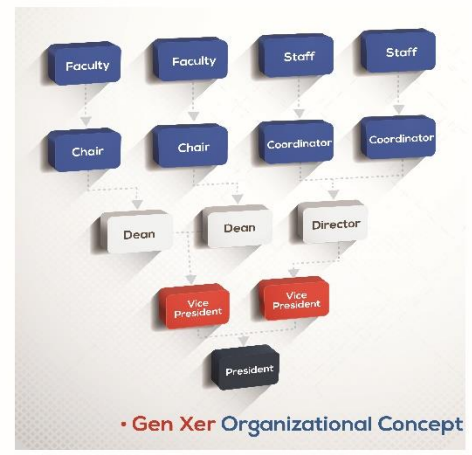 Faculty
Faculty
Staff
Staff
Chair
Chair
Coordinator
Coordinator
Dean
Dean
Director
Vice
President
Vice
President
President
• Gen Xer Organizational Concept